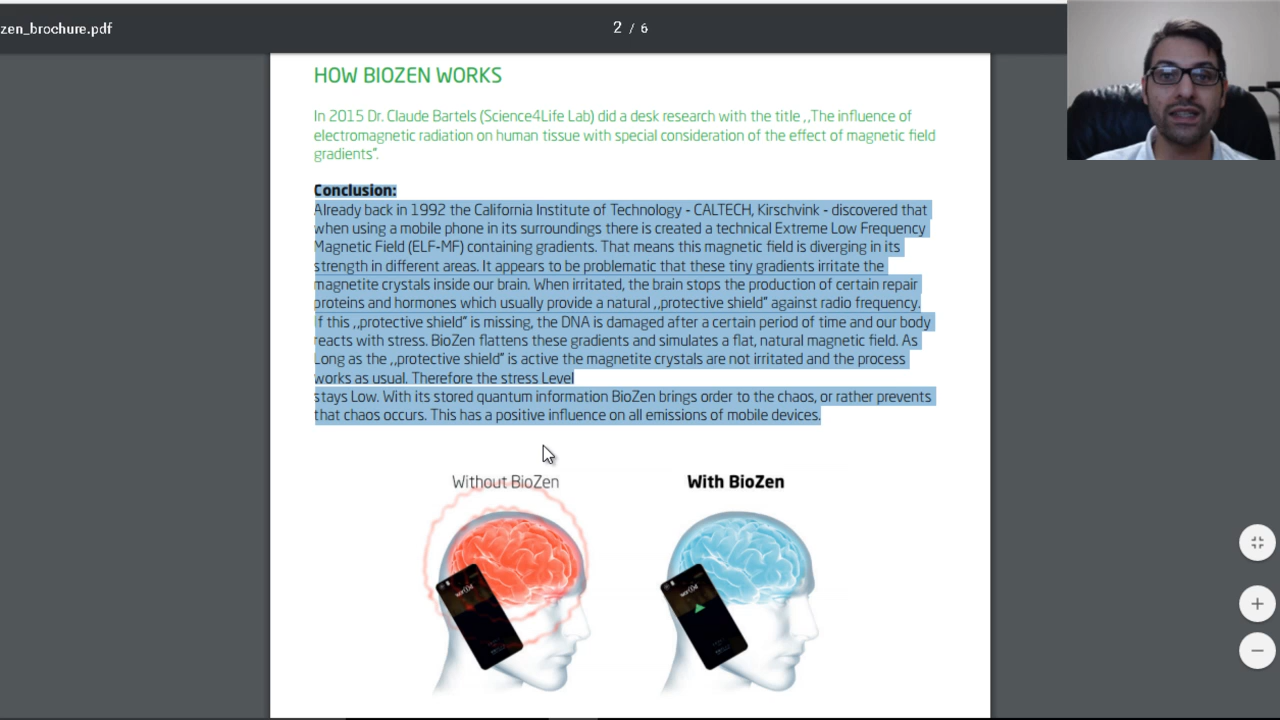 zen_brochure.pdf
2 / 6
HOW BIOZEN WORKS
In 2015 Dr. Claude Bartels (Science4Life Lab) did a desk research with the title ,,The influence of
electromagnetic radiation on human tissue with special consideration of the effect of magnetic field
gradients".
Conclusion:
Already back in 1992 the California Institute of Technology - CALTECH, Kirschvink - discovered that
when using a mobile phone in its surroundings there is created a technical Extreme Low Frequency
Magnetic Field (ELF-MF) containing gradients. That means this magnetic field is diverging in its
strength in different areas. It appears to be problematic that these tiny gradients irritate the
magnetite crystals inside our brain. When irritated, the brain stops the production of certain repair
proteins and hormones which usually provide a natural ,,protective shield" against radio frequency.
If this ,,protective shield" is missing, the DNA is damaged after a certain period of time and our body
reacts with stress. BioZen flattens these gradients and simulates a flat, natural magnetic field. As
Long as the ,,protective shield" is active the magnetite crystals are not irritated and the process
works as usual. Therefore the stress Level
stays Low. With its stored quantum information BioZen brings order to the chaos, or rather prevents
that chaos occurs. This has a positive influence on all emissions of mobile devices.
Without BioZen
With BioZen